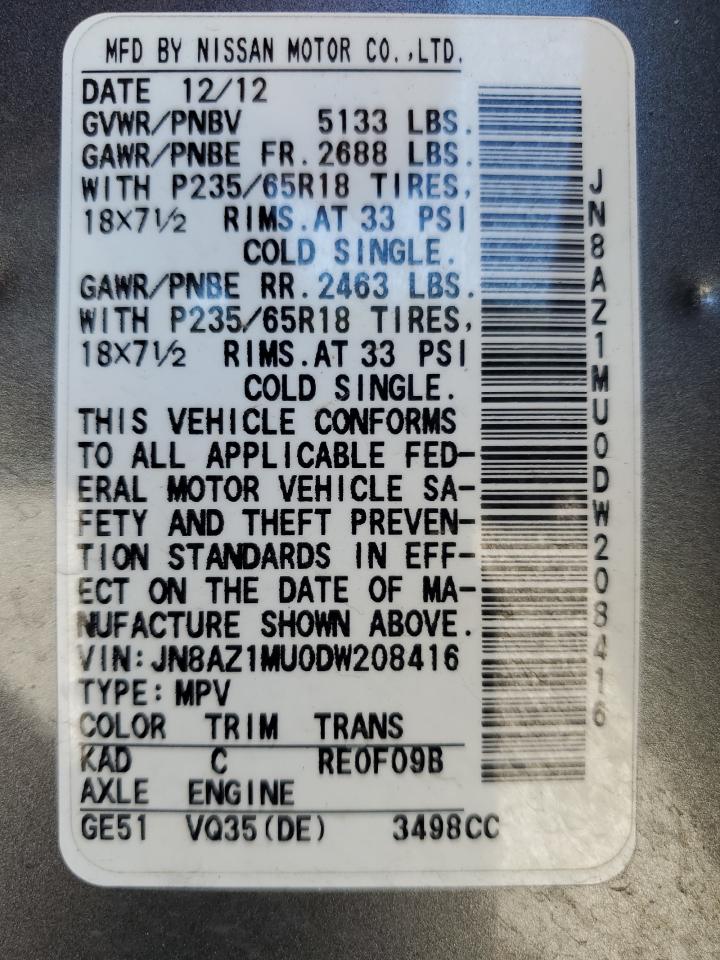 MFD BY NISSAN MOTOR CO.,LTD.
DATE 12/12
GVWR/PNBV 5133 LBS.
GAWR/PNBE FR.2688 LBS.
WITH P235/65R18 TIRES,
18X7½ RIMS.AT 33 PSI
COLD SINGLE.
GAWR/PNBE RR.2463 LBS.
WITH P235/65R18 TIRES,
18X7½ RIMS.AT 33 PSI
COLD SINGLE.
THIS VEHICLE CONFORMS
TO ALL APPLICABLE FED-
ERAL MOTOR VEHICLE SA-
FETY AND THEFT PREVEN-
TION STANDARDS IN EFF-
ECT ON THE DATE OF MA-
NUFACTURE SHOWN ABOVE.
VIN:JN8AZ1MU0DW208416
TYPE:MPV
COLOR TRIM TRANS
KAD C RE0F09B
AXLE ENGINE
GE51 VQ35(DE) 3498CC
JN8AZ1MU0DW208416